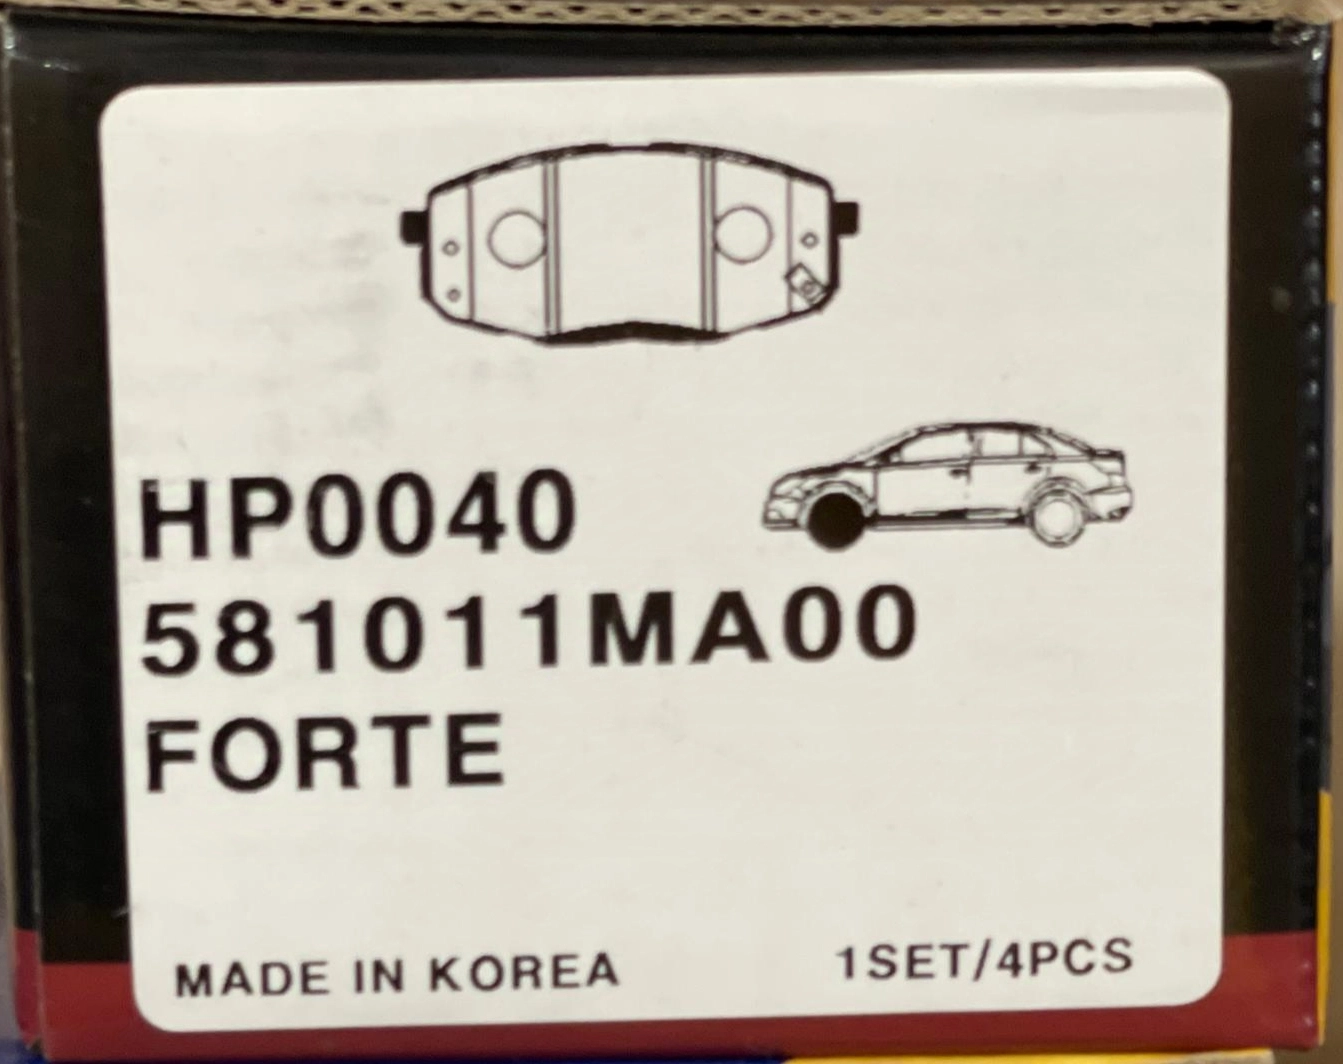 HP0040
581011MA00
FORTE
MADE IN KOREA
1SET/4PCS